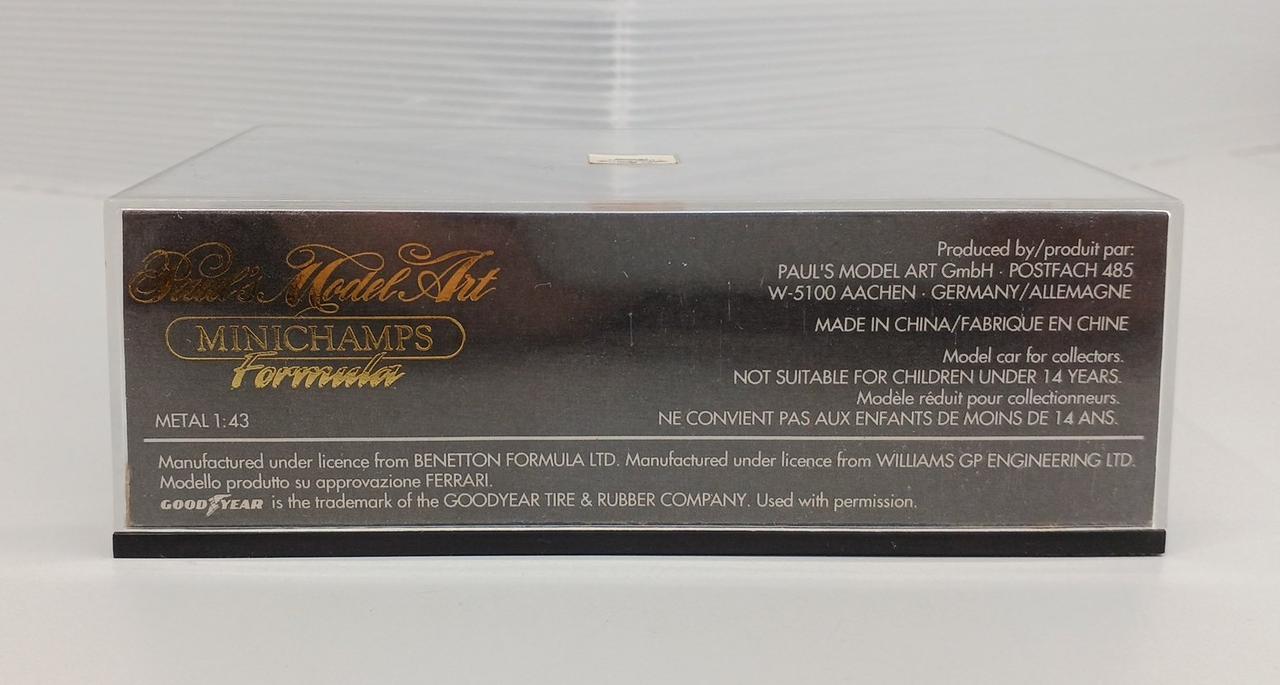 Paul's Model Art
MINICHAMPS
Formula
METAL 1:43
Produced by/produit par:
PAUL'S MODEL ART GmbH · POSTFACH 485
W-5100 AACHEN · GERMANY/ALLEMAGNE
MADE IN CHINA/FABRIQUE EN CHINE
Model car for collectors.
NOT SUITABLE FOR CHILDREN UNDER 14 YEARS.
Modèle réduit pour collectionneurs.
NE CONVIENT PAS AUX ENFANTS DE MOINS DE 14 ANS.
Manufactured under licence from BENETTON FORMULA LTD. Manufactured under licence from WILLIAMS GP ENGINEERING LTD.
Modello produtto su approvazione FERRARI.
GOODYEAR is the trademark of the GOODYEAR TIRE & RUBBER COMPANY. Used with permission.